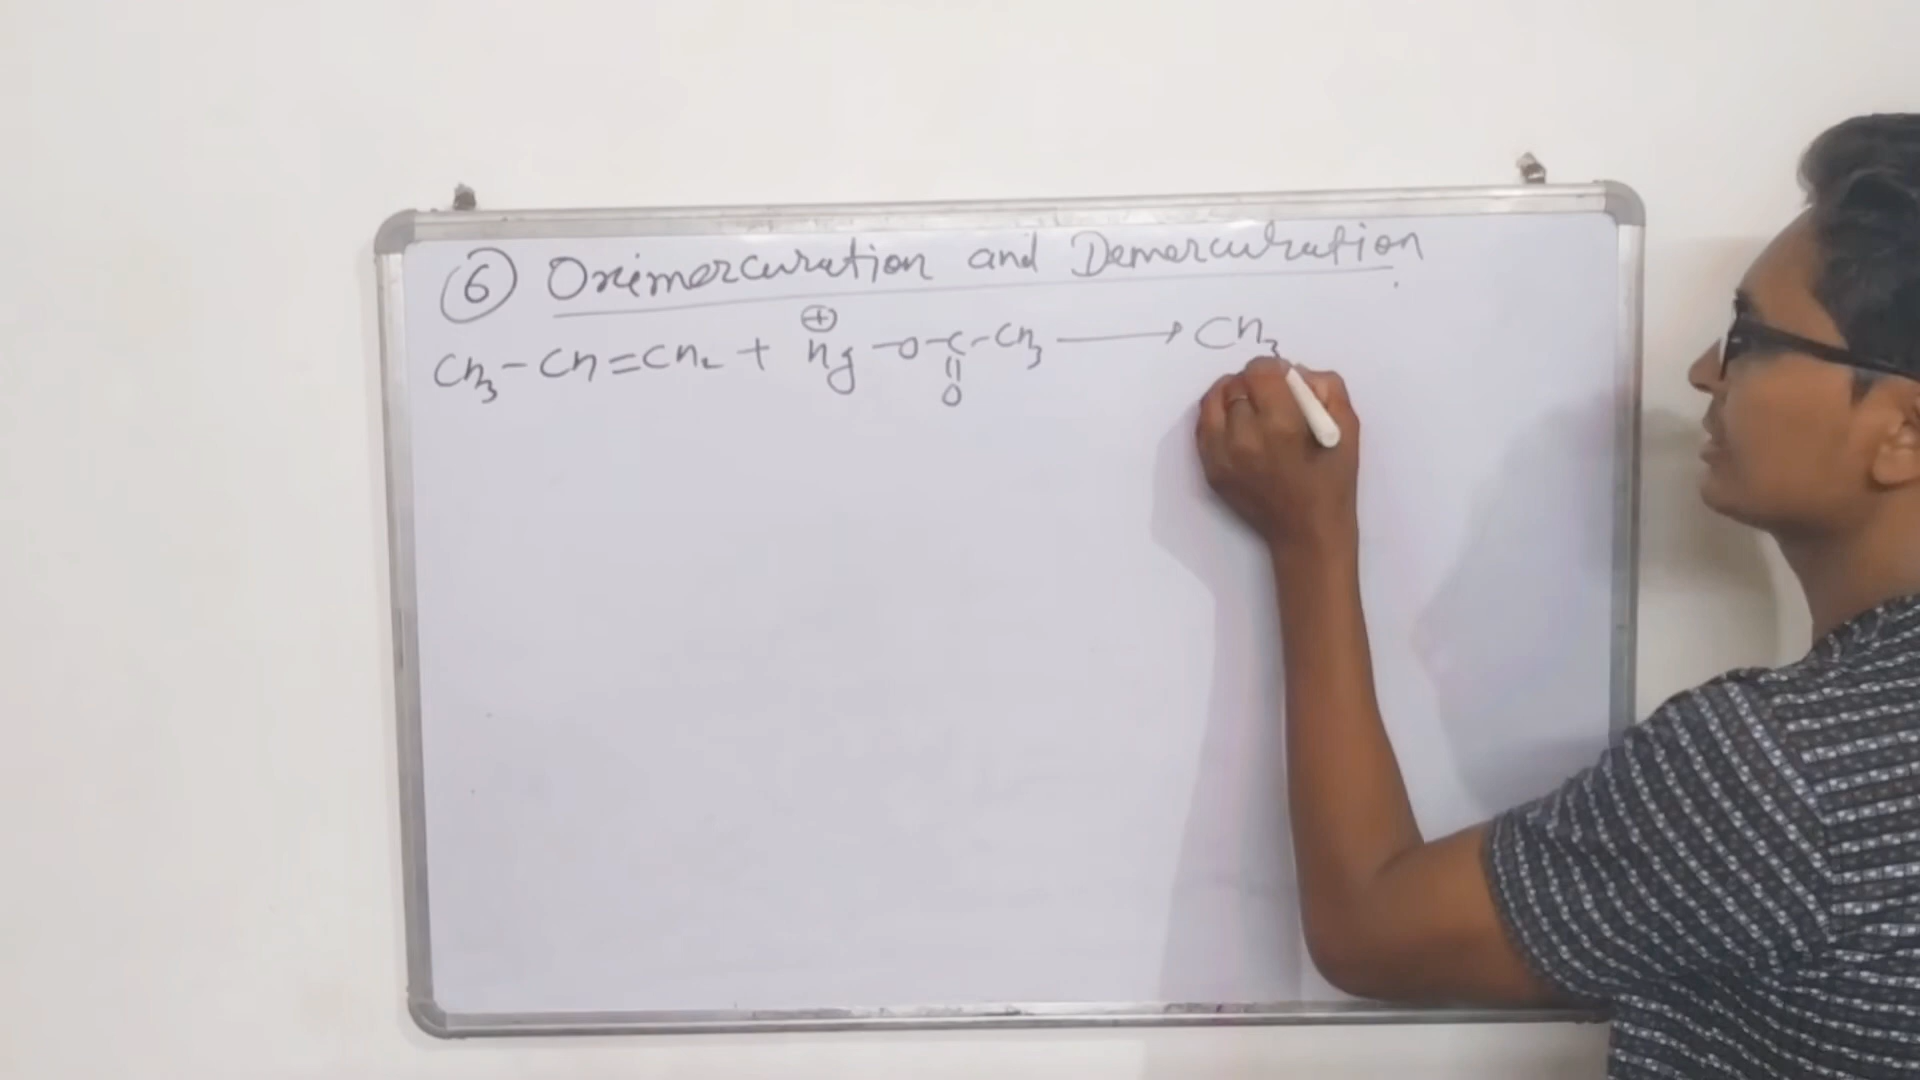 ⑥ Oximercuration and Demercuration
CH₃-CH=CH₂ + ⊕Hg-O-C-CH₃ ⟶ CH₃
||
O